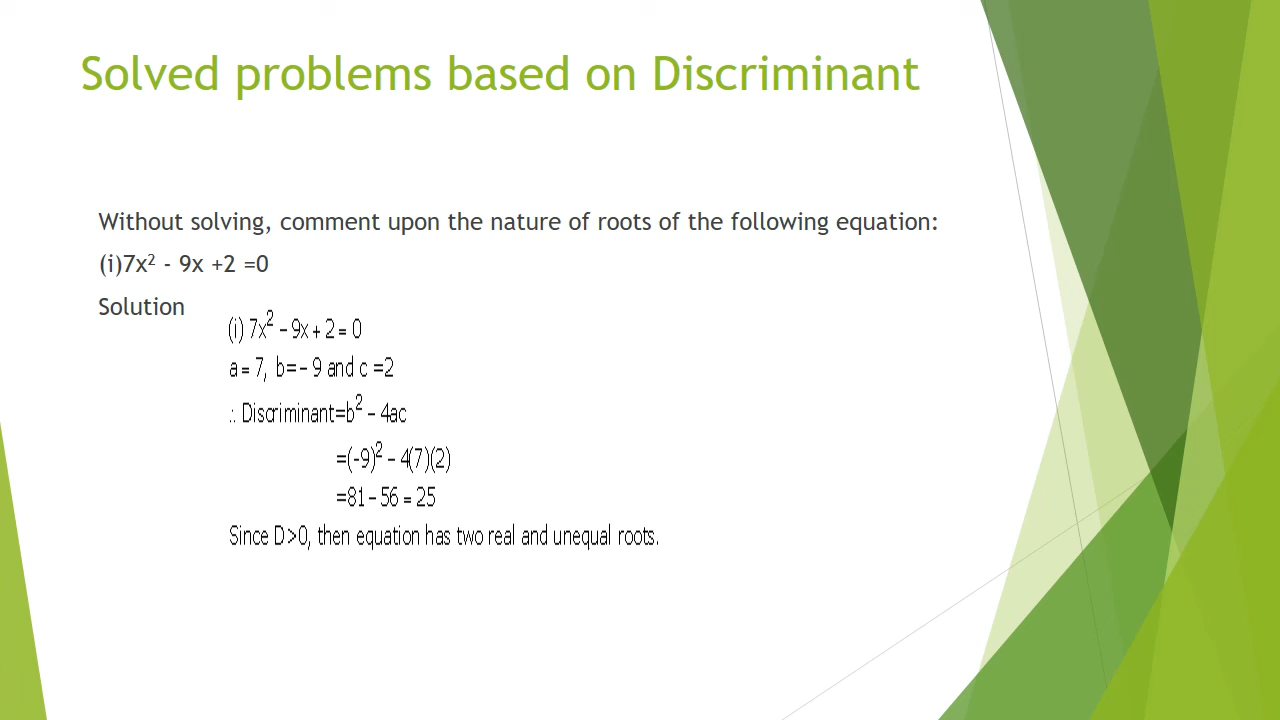 Solved problems based on Discriminant
Without solving, comment upon the nature of roots of the following equation:
(i)7x² - 9x +2 =0
Solution
(i) 7x² – 9x + 2 = 0
a = 7, b= – 9 and c =2
∴ Discriminant=b² – 4ac
=(-9)² – 4(7)(2)
=81 – 56 = 25
Since D>0, then equation has two real and unequal roots.